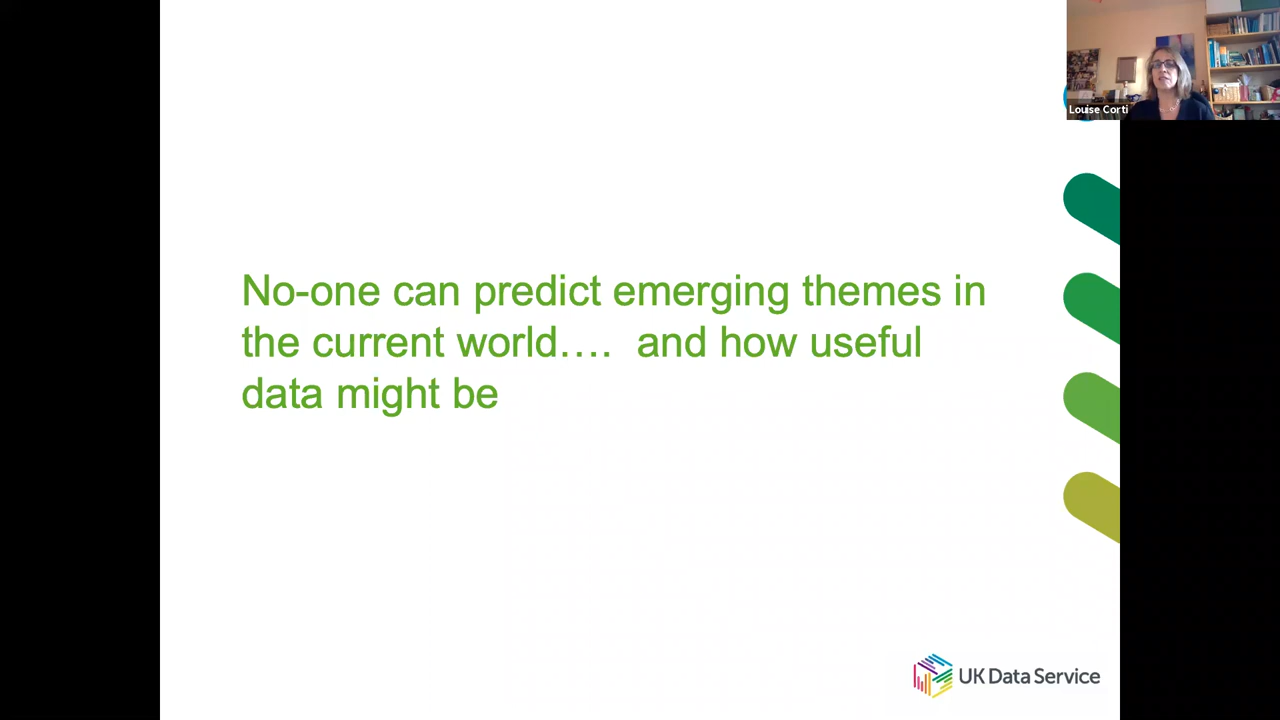 Louise Corti
No-one can predict emerging themes in
the current world….  and how useful
data might be
UK Data Service